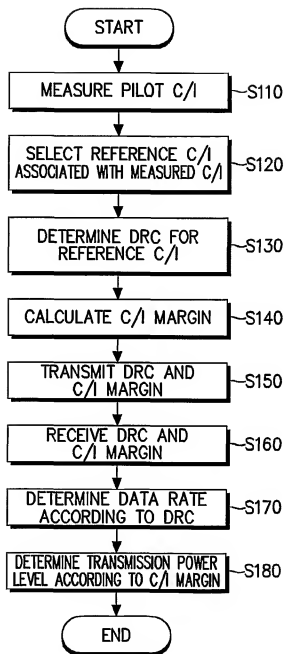 START
MEASURE PILOT C/I
S110
SELECT REFERENCE C/I
ASSOCIATED WITH MEASURED C/I
S120
DETERMINE DRC FOR
REFERENCE C/I
S130
CALCULATE C/I MARGIN
S140
TRANSMIT DRC AND
C/I MARGIN
S150
RECEIVE DRC AND
C/I MARGIN
S160
DETERMINE DATA RATE
ACCORDING TO DRC
S170
DETERMINE TRANSMISSION POWER
LEVEL ACCORDING TO C/I MARGIN
S180
END